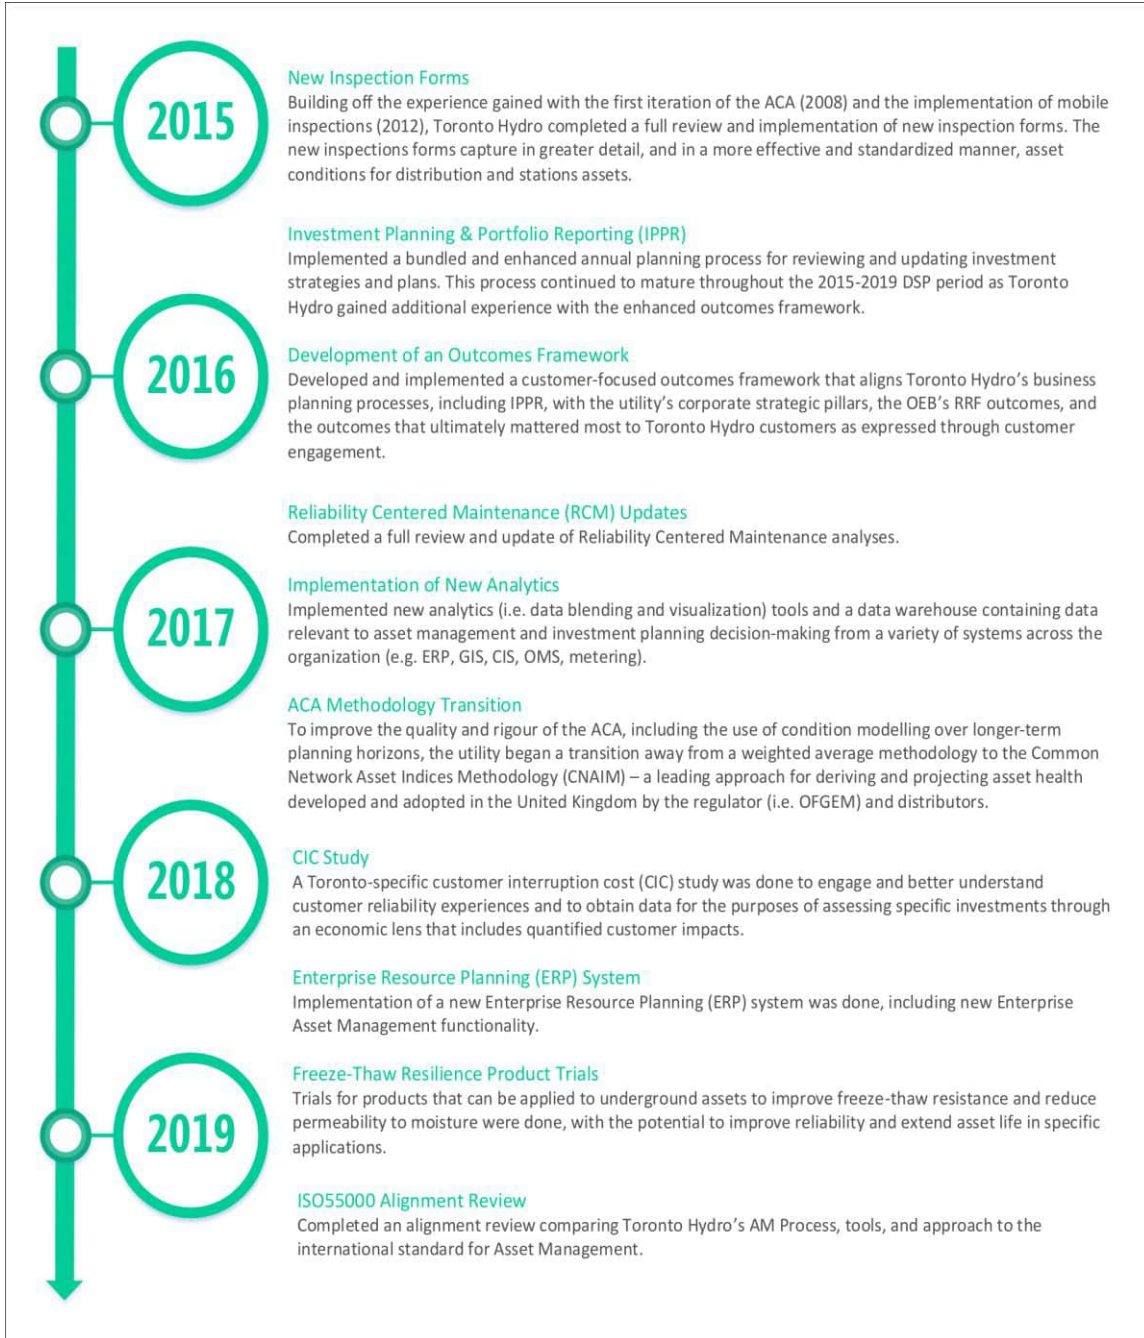 2015
New Inspection Forms
Building off the experience gained with the first iteration of the ACA (2008) and the implementation of mobile
inspections (2012), Toronto Hydro completed a full review and implementation of new inspection forms. The
new inspections forms capture in greater detail, and in a more effective and standardized manner, asset
conditions for distribution and stations assets.
Investment Planning & Portfolio Reporting (IPPR)
Implemented a bundled and enhanced annual planning process for reviewing and updating investment
strategies and plans. This process continued to mature throughout the 2015-2019 DSP period as Toronto
Hydro gained additional experience with the enhanced outcomes framework.
2016
Development of an Outcomes Framework
Developed and implemented a customer-focused outcomes framework that aligns Toronto Hydro's business
planning processes, including IPPR, with the utility's corporate strategic pillars, the OEB's RRF outcomes, and
the outcomes that ultimately mattered most to Toronto Hydro customers as expressed through customer
engagement.
Reliability Centered Maintenance (RCM) Updates
Completed a full review and update of Reliability Centered Maintenance analyses.
2017
Implementation of New Analytics
Implemented new analytics (i.e. data blending and visualization) tools and a data warehouse containing data
relevant to asset management and investment planning decision-making from a variety of systems across the
organization (e.g. ERP, GIS, CIS, OMS, metering).
ACA Methodology Transition
To improve the quality and rigour of the ACA, including the use of condition modelling over longer-term
planning horizons, the utility began a transition away from a weighted average methodology to the Common
Network Asset Indices Methodology (CNAIM) – a leading approach for deriving and projecting asset health
developed and adopted in the United Kingdom by the regulator (i.e. OFGEM) and distributors.
2018
CIC Study
A Toronto-specific customer interruption cost (CIC) study was done to engage and better understand
customer reliability experiences and to obtain data for the purposes of assessing specific investments through
an economic lens that includes quantified customer impacts.
Enterprise Resource Planning (ERP) System
Implementation of a new Enterprise Resource Planning (ERP) system was done, including new Enterprise
Asset Management functionality.
2019
Freeze-Thaw Resilience Product Trials
Trials for products that can be applied to underground assets to improve freeze-thaw resistance and reduce
permeability to moisture were done, with the potential to improve reliability and extend asset life in specific
applications.
ISO55000 Alignment Review
Completed an alignment review comparing Toronto Hydro's AM Process, tools, and approach to the
international standard for Asset Management.